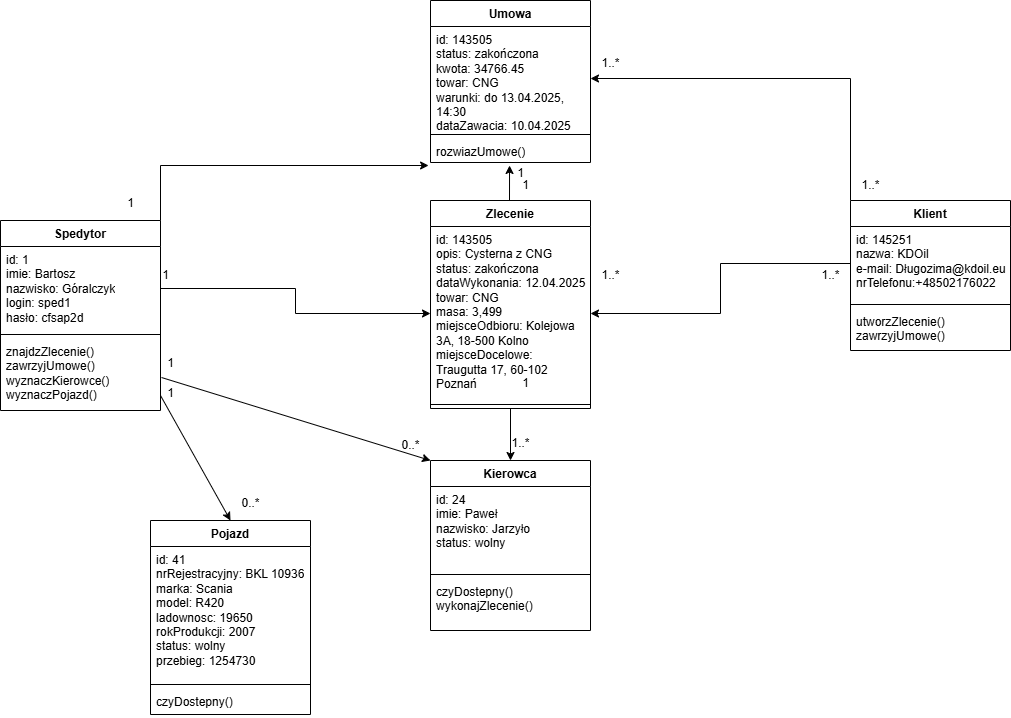 Umowa
id: 143505
status: zakończona
kwota: 34766.45
towar: CNG
warunki: do 13.04.2025,
14:30
dataZawacia: 10.04.2025
rozwiazUmowe()
1..*
1..*
1
1
1
Spedytor
id: 1
imie: Bartosz
nazwisko: Góralczyk
login: sped1
hasło: cfsap2d
znajdzZlecenie()
zawrzyjUmowe()
wyznaczKierowce()
wyznaczPojazd()
1
1
1
Zlecenie
id: 143505
opis: Cysterna z CNG
status: zakończona
dataWykonania: 12.04.2025
towar: CNG
masa: 3,499
miejsceOdbioru: Kolejowa
3A, 18-500 Kolno
miejsceDocelowe:
Traugutta 17, 60-102
Poznań
1
1..*
1..*
Klient
id: 145251
nazwa: KDOil
e-mail: Długozima@kdoil.eu
nrTelefonu:+48502176022
utworzZlecenie()
zawrzyjUmowe()
0..*
1..*
0..*
Kierowca
id: 24
imie: Paweł
nazwisko: Jarzyło
status: wolny
czyDostepny()
wykonajZlecenie()
Pojazd
id: 41
nrRejestracyjny: BKL 10936
marka: Scania
model: R420
ladownosc: 19650
rokProdukcji: 2007
status: wolny
przebieg: 1254730
czyDostepny()